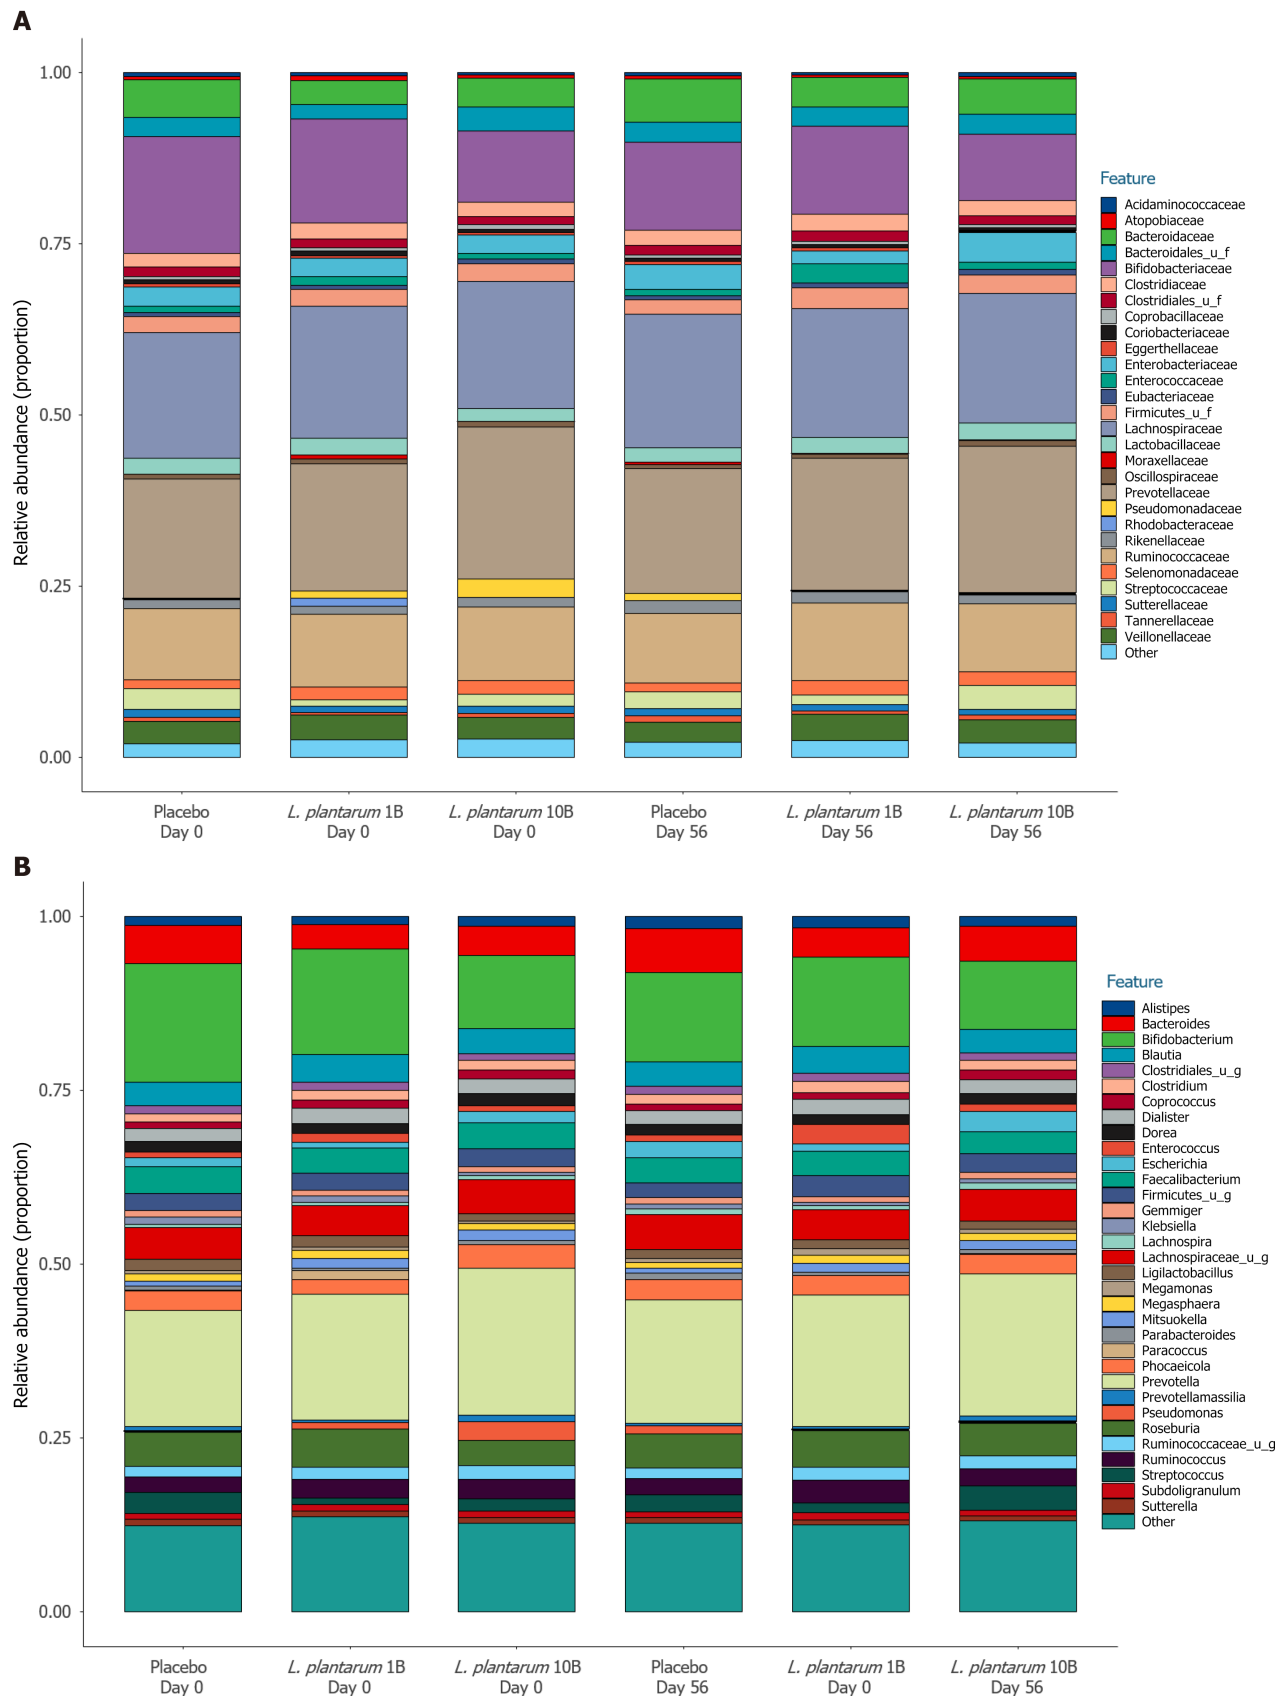 A
Relative abundance (proportion)
1.00
0.75
0.50
0.25
0.00
Placebo
Day 0
L. plantarum 1B
Day 0
L. plantarum 10B
Day 0
Placebo
Day 56
L. plantarum 1B
Day 56
L. plantarum 10B
Day 56
Feature
Acidaminococcaceae
Atopobiaceae
Bacteroidaceae
Bacteroidales_u_f
Bifidobacteriaceae
Clostridiaceae
Clostridiales_u_f
Coprobacillaceae
Coriobacteriaceae
Eggerthellaceae
Enterobacteriaceae
Enterococcaceae
Eubacteriaceae
Firmicutes_u_f
Lachnospiraceae
Lactobacillaceae
Moraxellaceae
Oscillospiraceae
Prevotellaceae
Pseudomonadaceae
Rhodobacteraceae
Rikenellaceae
Ruminococcaceae
Selenomonadaceae
Streptococcaceae
Sutterellaceae
Tannerellaceae
Veillonellaceae
Other
B
Relative abundance (proportion)
1.00
0.75
0.50
0.25
0.00
Placebo
Day 0
L. plantarum 1B
Day 0
L. plantarum 10B
Day 0
Placebo
Day 56
L. plantarum 1B
Day 0
L. plantarum 10B
Day 56
Feature
Alistipes
Bacteroides
Bifidobacterium
Blautia
Clostridiales_u_g
Clostridium
Coprococcus
Dialister
Dorea
Enterococcus
Escherichia
Faecalibacterium
Firmicutes_u_g
Gemmiger
Klebsiella
Lachnospira
Lachnospiraceae_u_g
Ligilactobacillus
Megamonas
Megasphaera
Mitsuokella
Parabacteroides
Paracoccus
Phocaeicola
Prevotella
Prevotellamassilia
Pseudomonas
Roseburia
Ruminococcaceae_u_g
Ruminococcus
Streptococcus
Subdoligranulum
Sutterella
Other